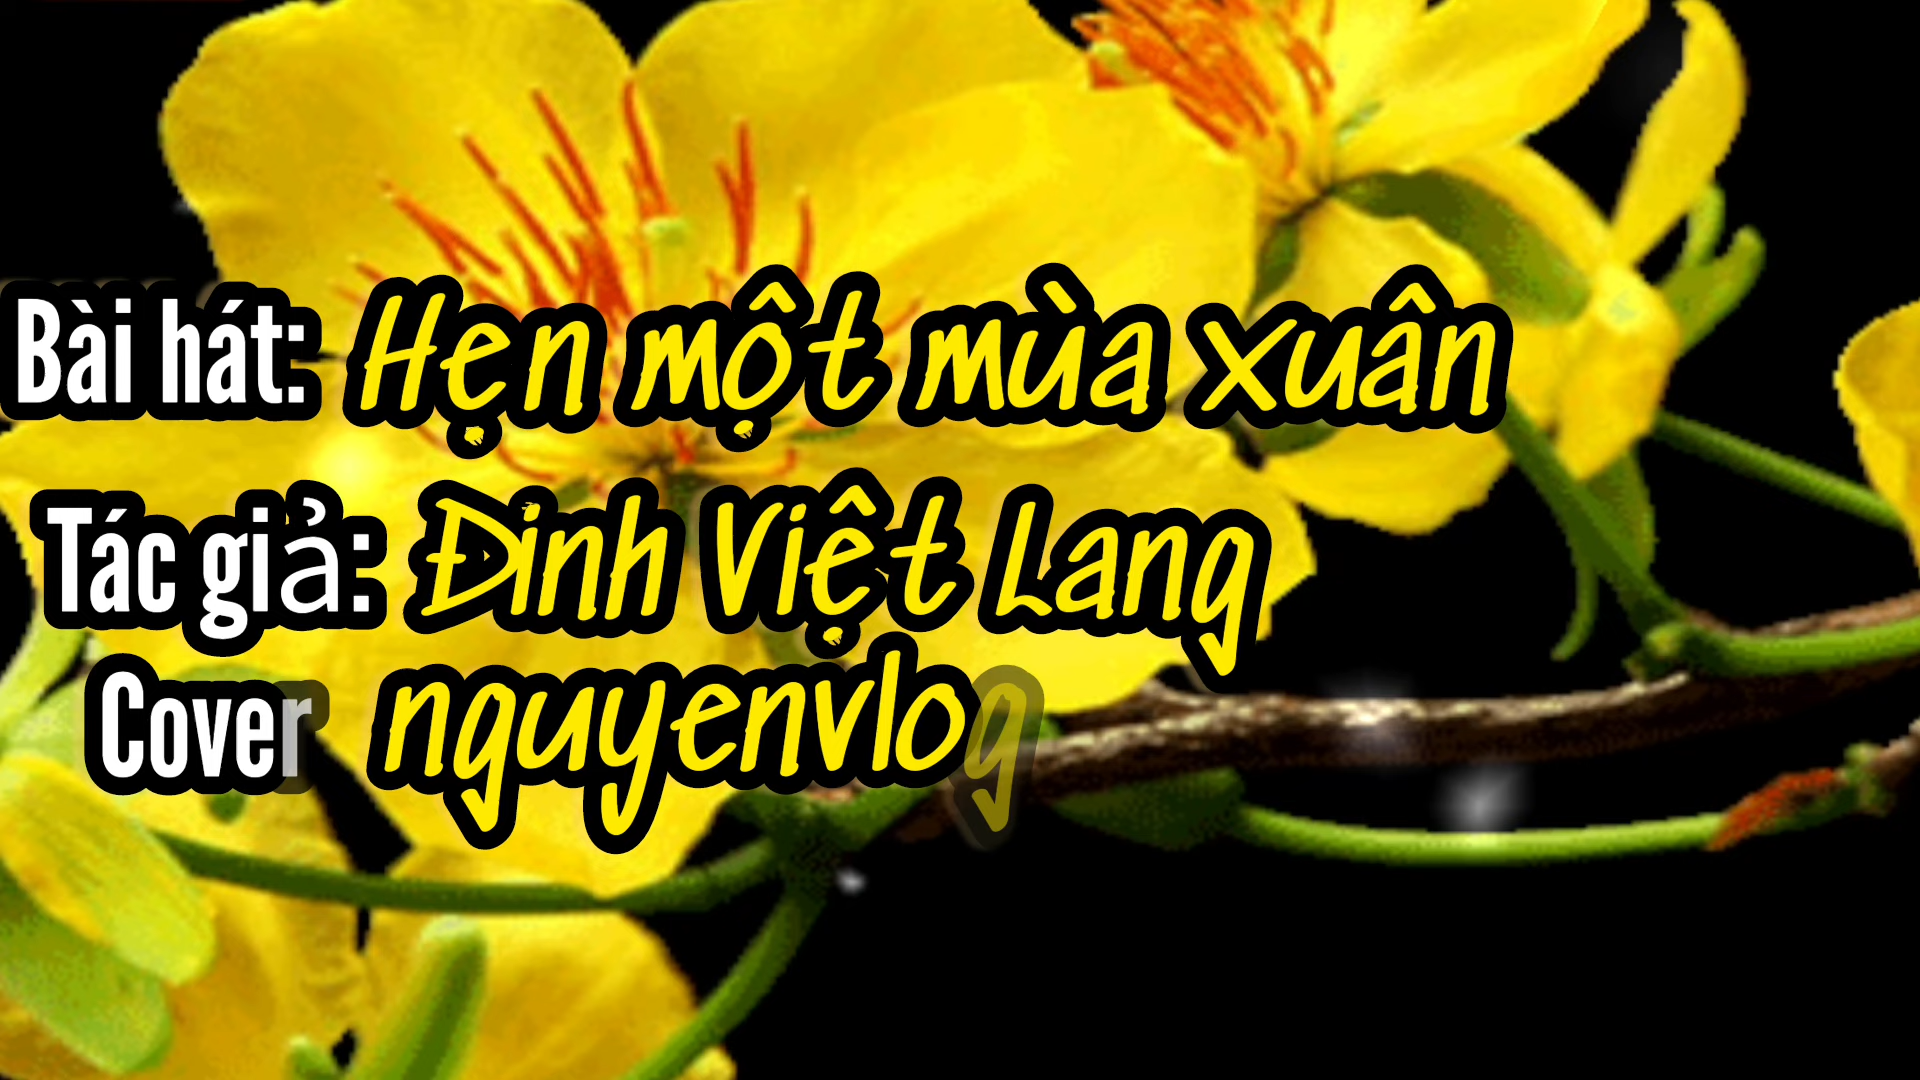 Bài hát: Hẹn một mùa xuân
Tác giả: Đinh Việt Lang
Cover nguyenvlog